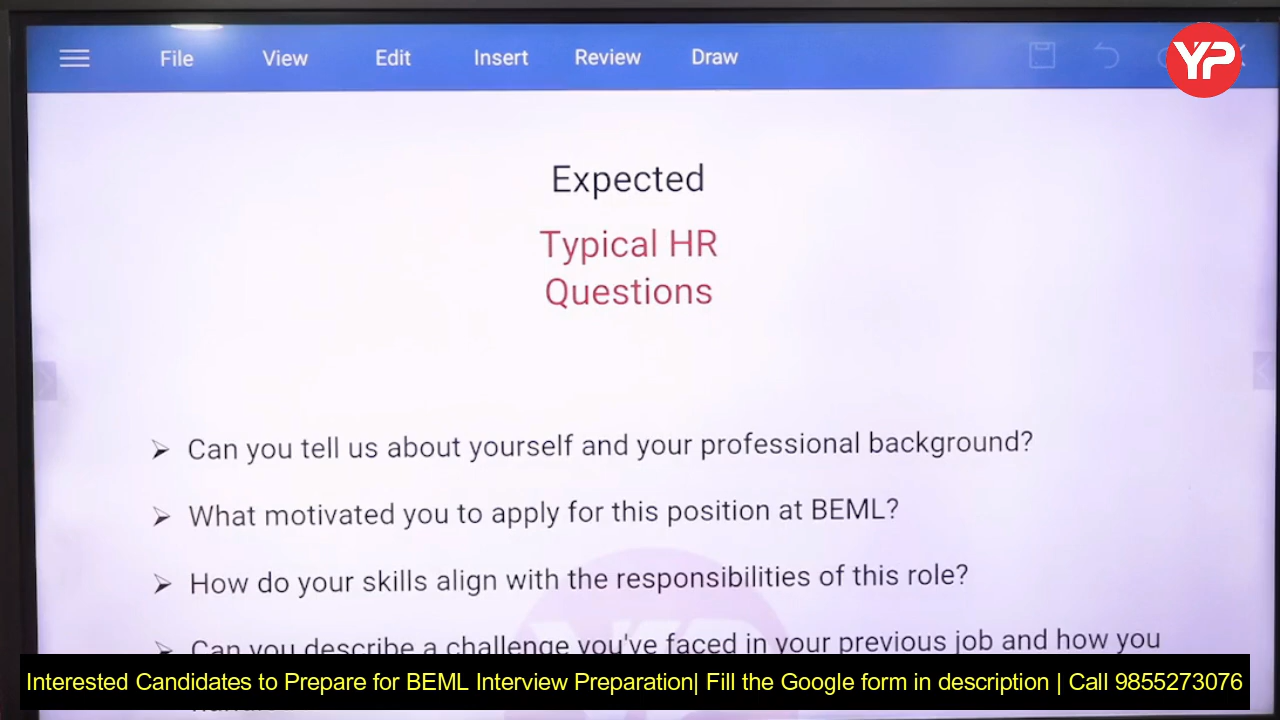 File View Edit Insert Review Draw
YP
Expected
Typical HR
Questions
Can you tell us about yourself and your professional background?
What motivated you to apply for this position at BEML?
How do your skills align with the responsibilities of this role?
Can you describe a challenge you've faced in your previous job and how you
Interested Candidates to Prepare for BEML Interview Preparation| Fill the Google form in description | Call 9855273076